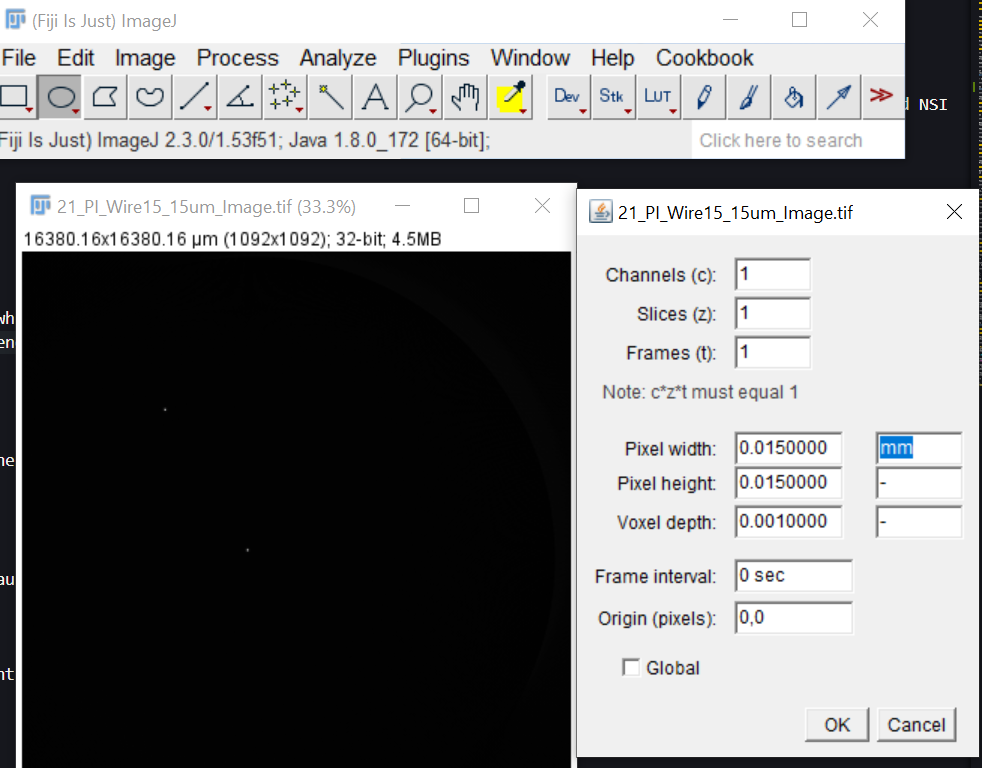 (Fiji Is Just) ImageJ
File Edit Image Process Analyze Plugins Window Help Cookbook
A Dev Stk LUT >>
NSI
Fiji Is Just) ImageJ 2.3.0/1.53f51; Java 1.8.0_172 [64-bit];
Click here to search
21_PI_Wire15_15um_Image.tif (33.3%)
16380.16x16380.16 µm (1092x1092); 32-bit; 4.5MB
wh
en
ne
au
nt
21_PI_Wire15_15um_Image.tif
Channels (c): 1
Slices (z): 1
Frames (t): 1
Note: c*z*t must equal 1
Pixel width: 0.0150000 mm
Pixel height: 0.0150000 -
Voxel depth: 0.0010000 -
Frame interval: 0 sec
Origin (pixels): 0,0
Global
OK Cancel